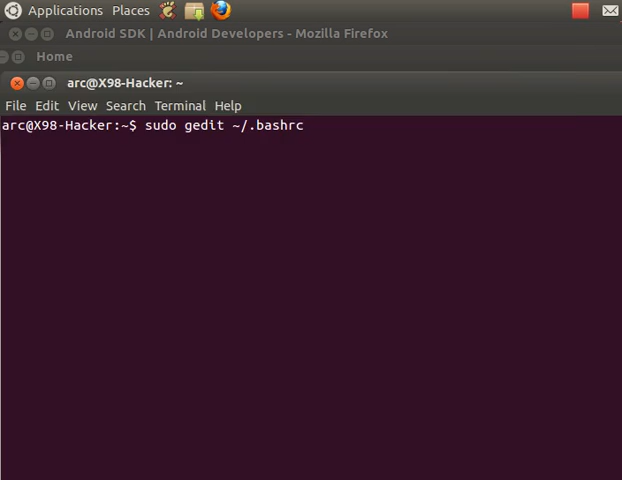 Applications Places
Android SDK | Android Developers - Mozilla Firefox
Home
arc@X98-Hacker: ~
File Edit View Search Terminal Help
arc@X98-Hacker:~$ sudo gedit ~/.bashrc